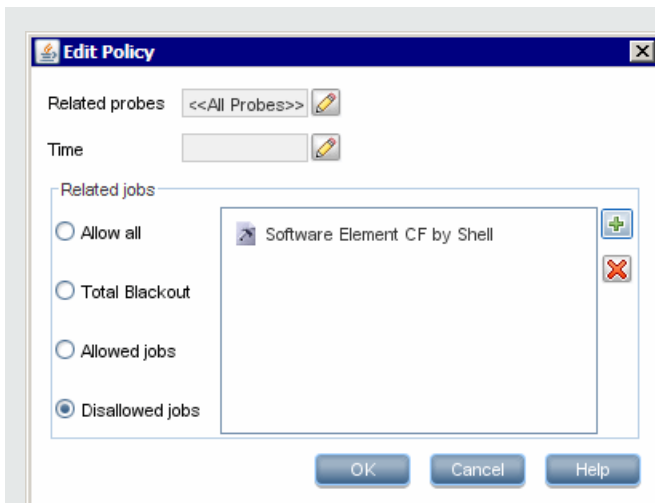 Edit Policy
Related probes <<All Probes>>
Time
Related jobs
Allow all
Software Element CF by Shell
Total Blackout
Allowed jobs
Disallowed jobs
OK Cancel Help